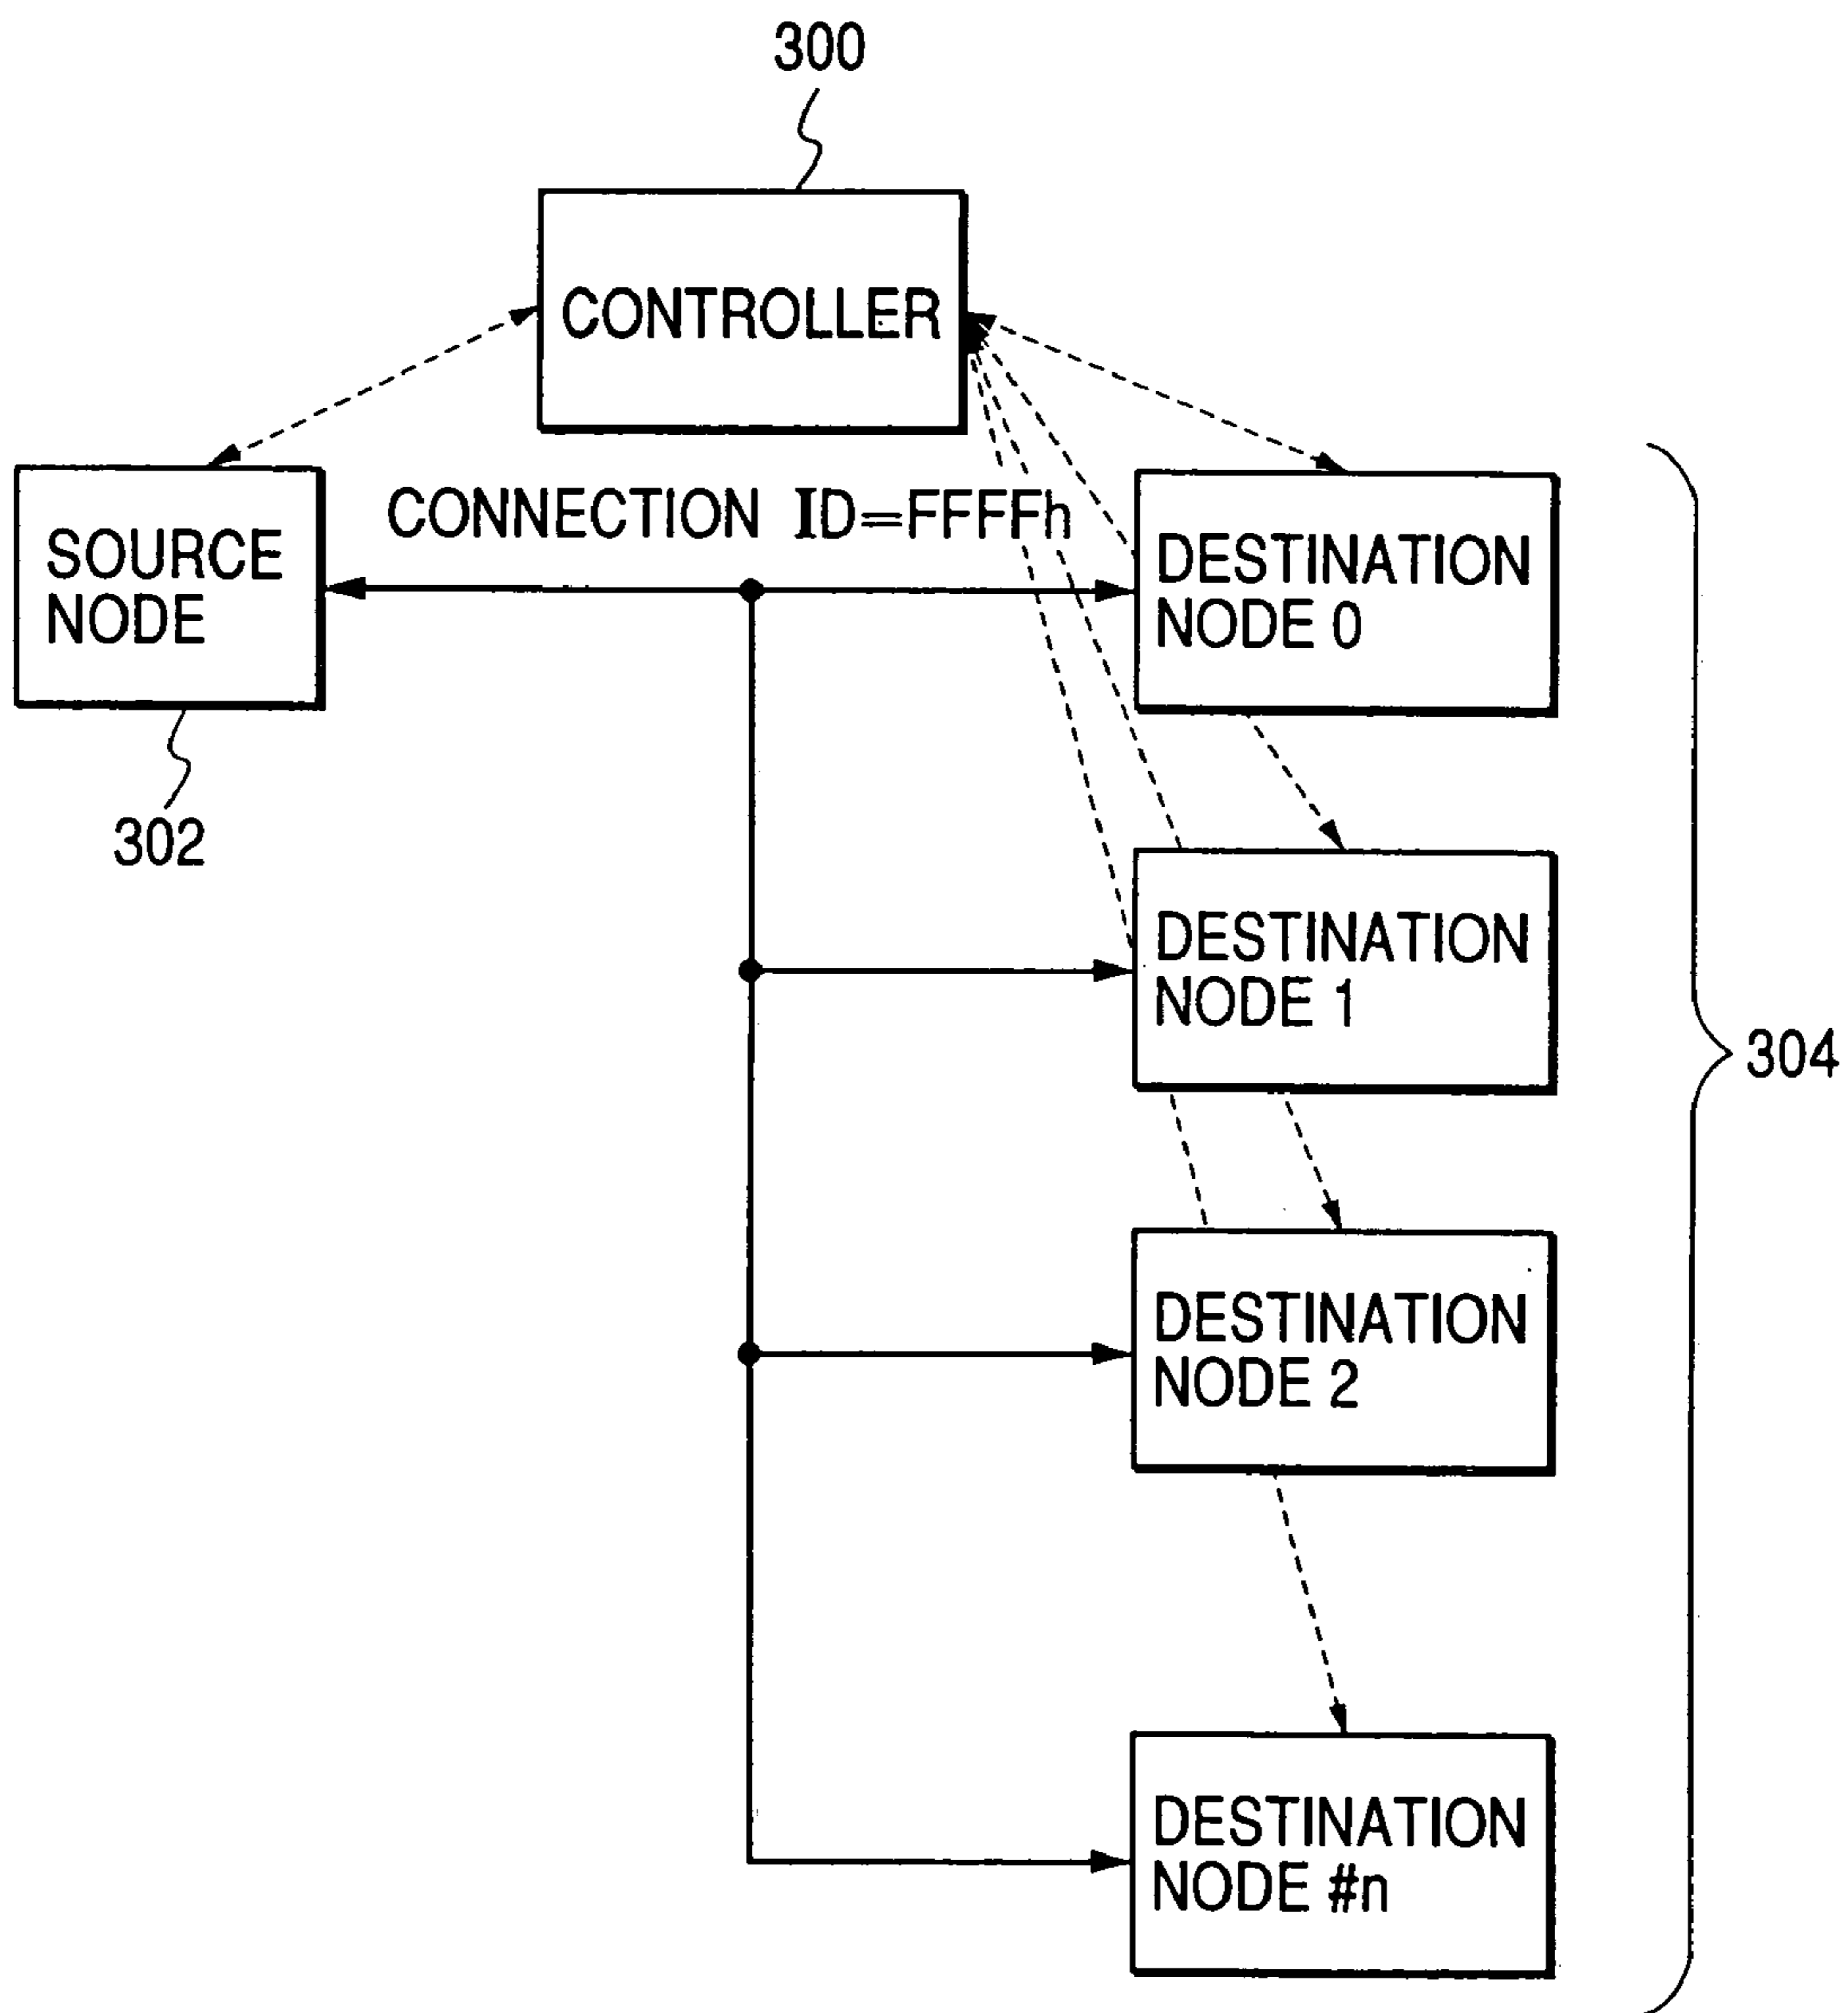 300
CONTROLLER
CONNECTION ID=FFFFh
SOURCE
NODE
302
DESTINATION
NODE 0
DESTINATION
NODE 1
304
DESTINATION
NODE 2
DESTINATION
NODE #n